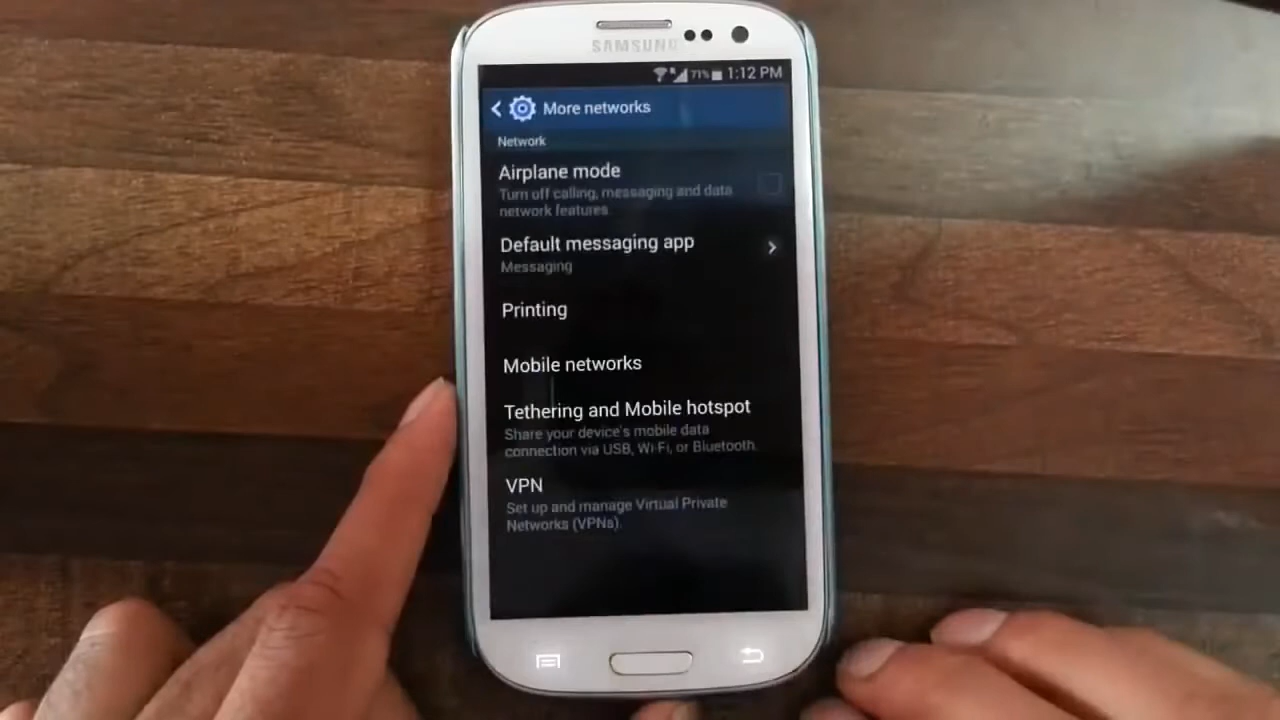 SAMSUNG
71% 1:12 PM
More networks
Network
Airplane mode
Turn off calling, messaging and data
network features
Default messaging app
Messaging
Printing
Mobile networks
Tethering and Mobile hotspot
Share your device's mobile data
connection via USB, Wi-Fi, or Bluetooth.
VPN
Set up and manage Virtual Private
Networks (VPNs).